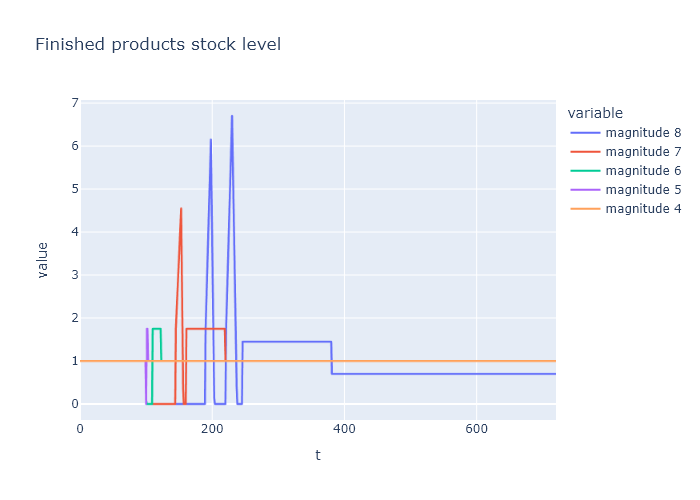 Finished products stock level
variable
magnitude 8
magnitude 7
magnitude 6
magnitude 5
magnitude 4
value
7
6
5
4
3
2
1
0
0
200
400
600
t